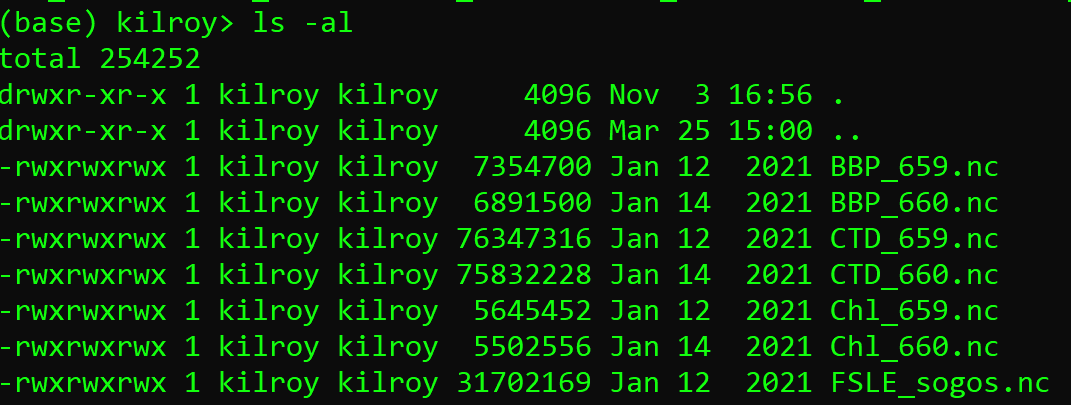 (base) kilroy> ls -al
total 254252
drwxr-xr-x 1 kilroy kilroy     4096 Nov  3 16:56 .
drwxr-xr-x 1 kilroy kilroy     4096 Mar 25 15:00 ..
-rwxrwxrwx 1 kilroy kilroy  7354700 Jan 12  2021 BBP_659.nc
-rwxrwxrwx 1 kilroy kilroy  6891500 Jan 14  2021 BBP_660.nc
-rwxrwxrwx 1 kilroy kilroy 76347316 Jan 12  2021 CTD_659.nc
-rwxrwxrwx 1 kilroy kilroy 75832228 Jan 14  2021 CTD_660.nc
-rwxrwxrwx 1 kilroy kilroy  5645452 Jan 12  2021 Chl_659.nc
-rwxrwxrwx 1 kilroy kilroy  5502556 Jan 14  2021 Chl_660.nc
-rwxrwxrwx 1 kilroy kilroy 31702169 Jan 12  2021 FSLE_sogos.nc